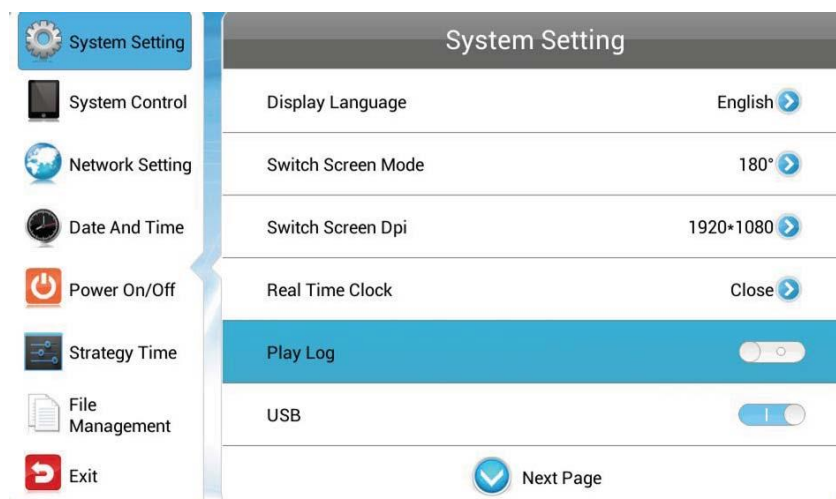 System Setting
System Control
Network Setting
Date And Time
Power On/Off
Strategy Time
File
Management
Exit
System Setting
Display Language English
Switch Screen Mode 180°
Switch Screen Dpi 1920*1080
Real Time Clock Close
Play Log
USB
Next Page